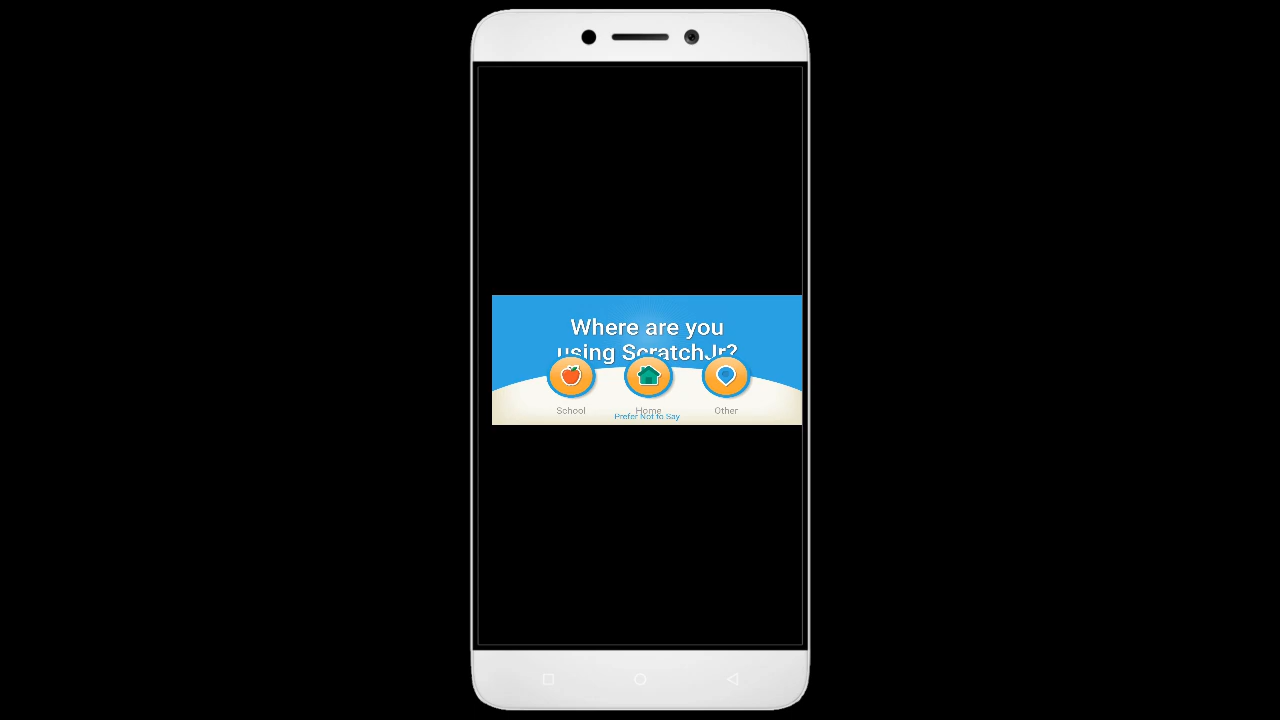 Where are you
using ScratchJr?
School
Home
Other
Prefer Not to Say